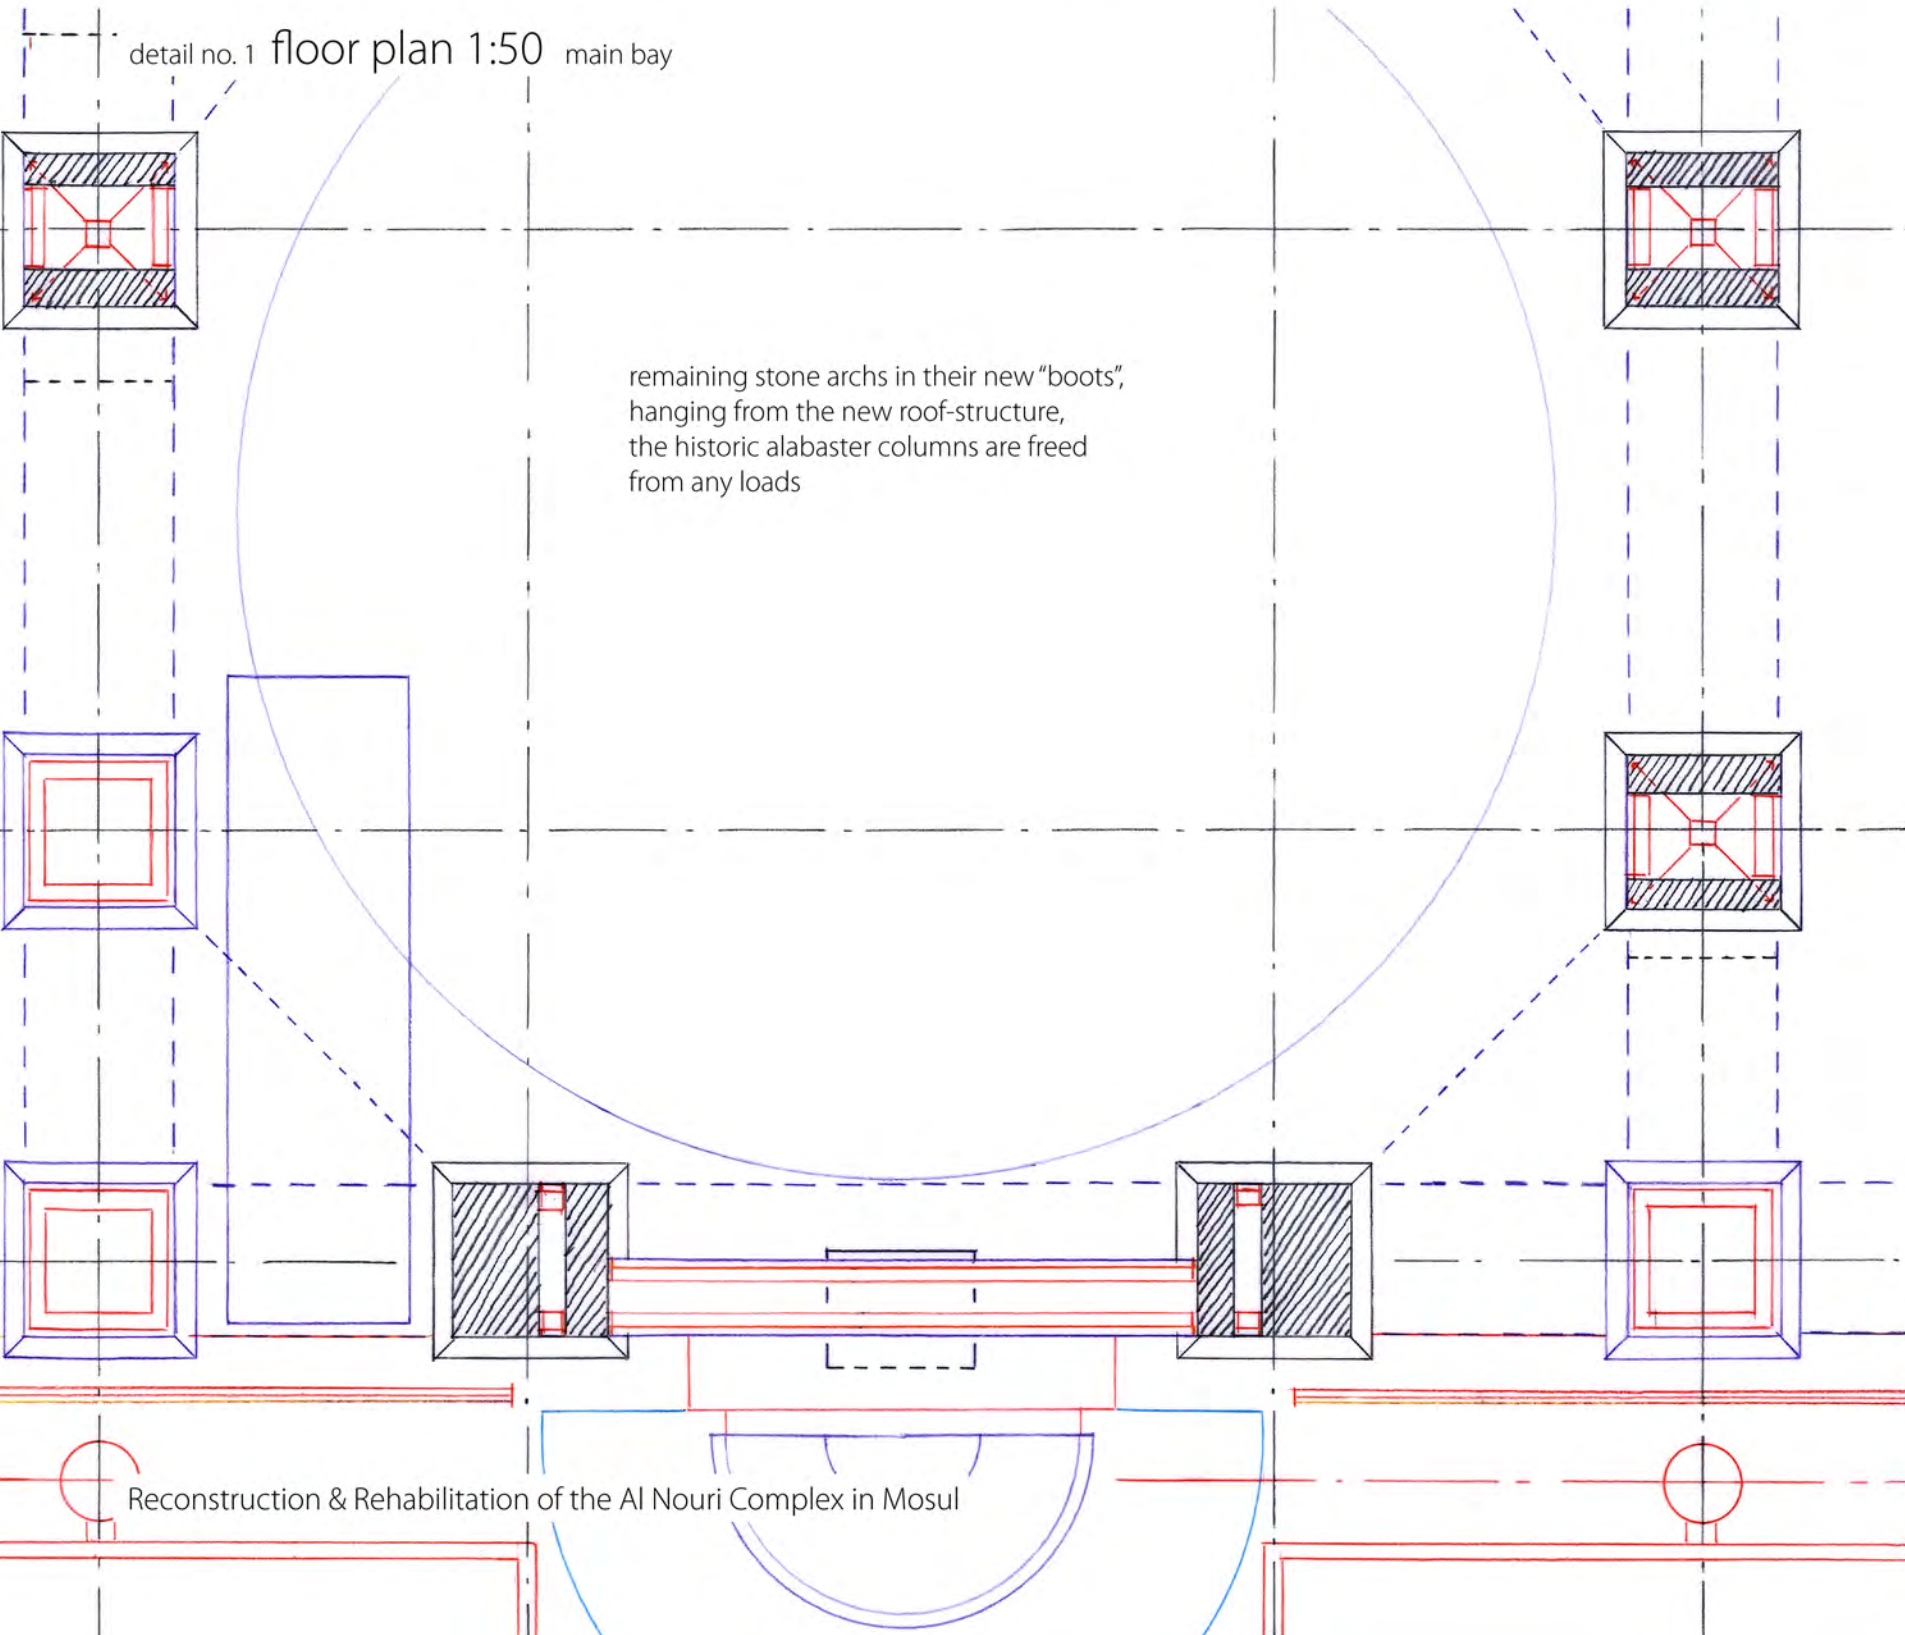 detail no. 1 floor plan 1:50 main bay
remaining stone archs in their new “boots”,
hanging from the new roof-structure,
the historic alabaster columns are freed
from any loads
Reconstruction & Rehabilitation of the Al Nouri Complex in Mosul